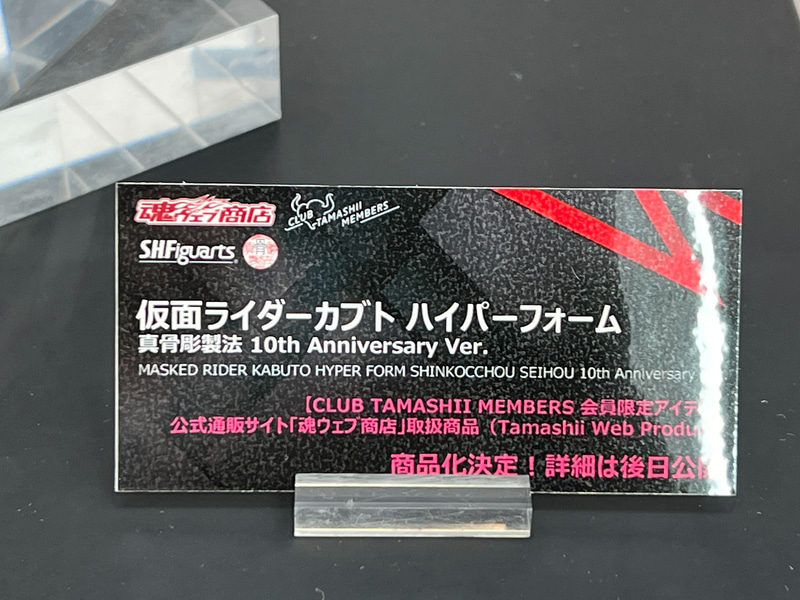 魂ウェブ商店 CLUB TAMASHII MEMBERS
S.H.Figuarts
仮面ライダーカブト ハイパーフォーム
真骨彫製法 10th Anniversary Ver.
MASKED RIDER KABUTO HYPER FORM SHINKOCCHOU SEIHOU 10th Anniversary
【CLUB TAMASHII MEMBERS 会員限定アイテ
公式通販サイト「魂ウェブ商店」取扱商品（Tamashii Web Produ
商品化決定！詳細は後日公開